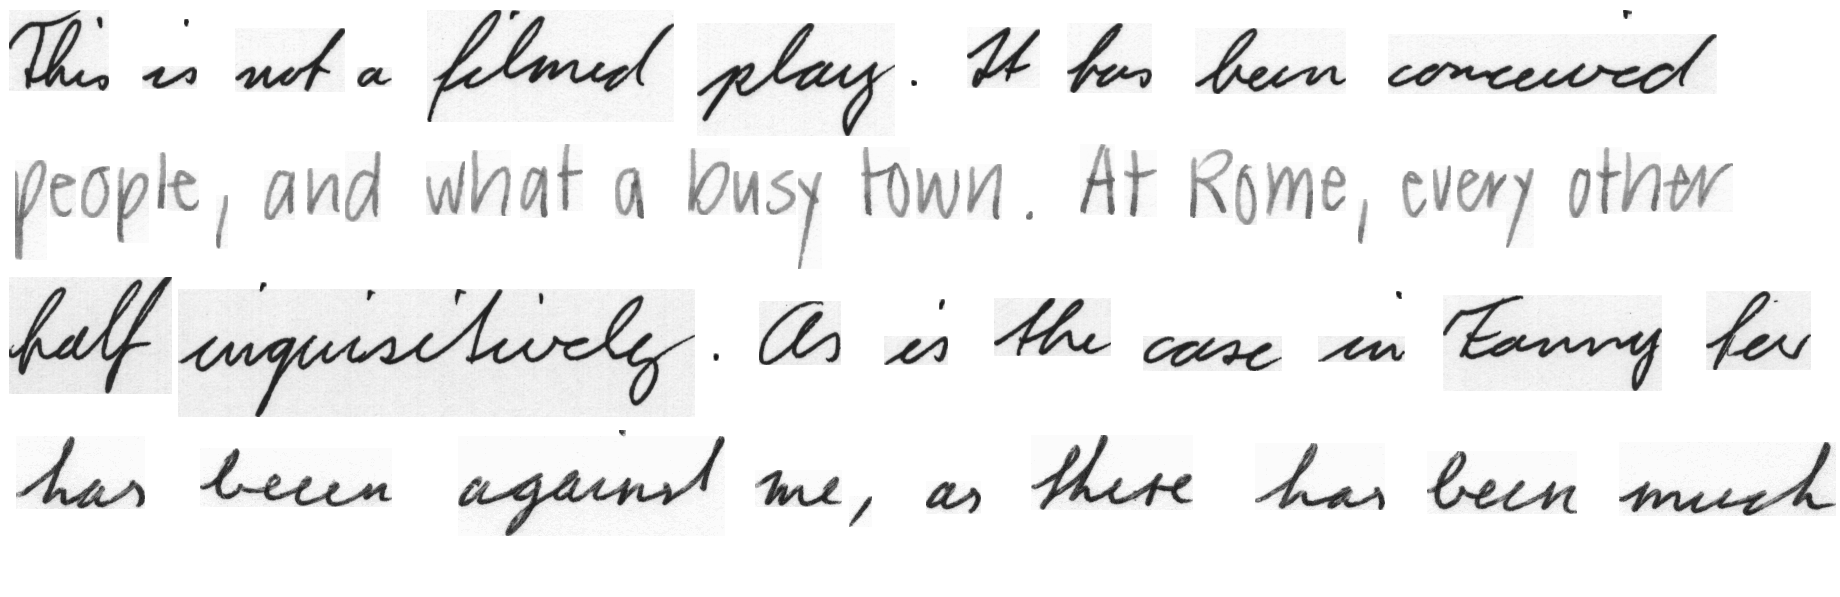 This is not a filmed play. It has been conceived
people, and what a busy town. At Rome, every other
half inquisitively. As is the case in Fanny her
has been against me, as there has been much